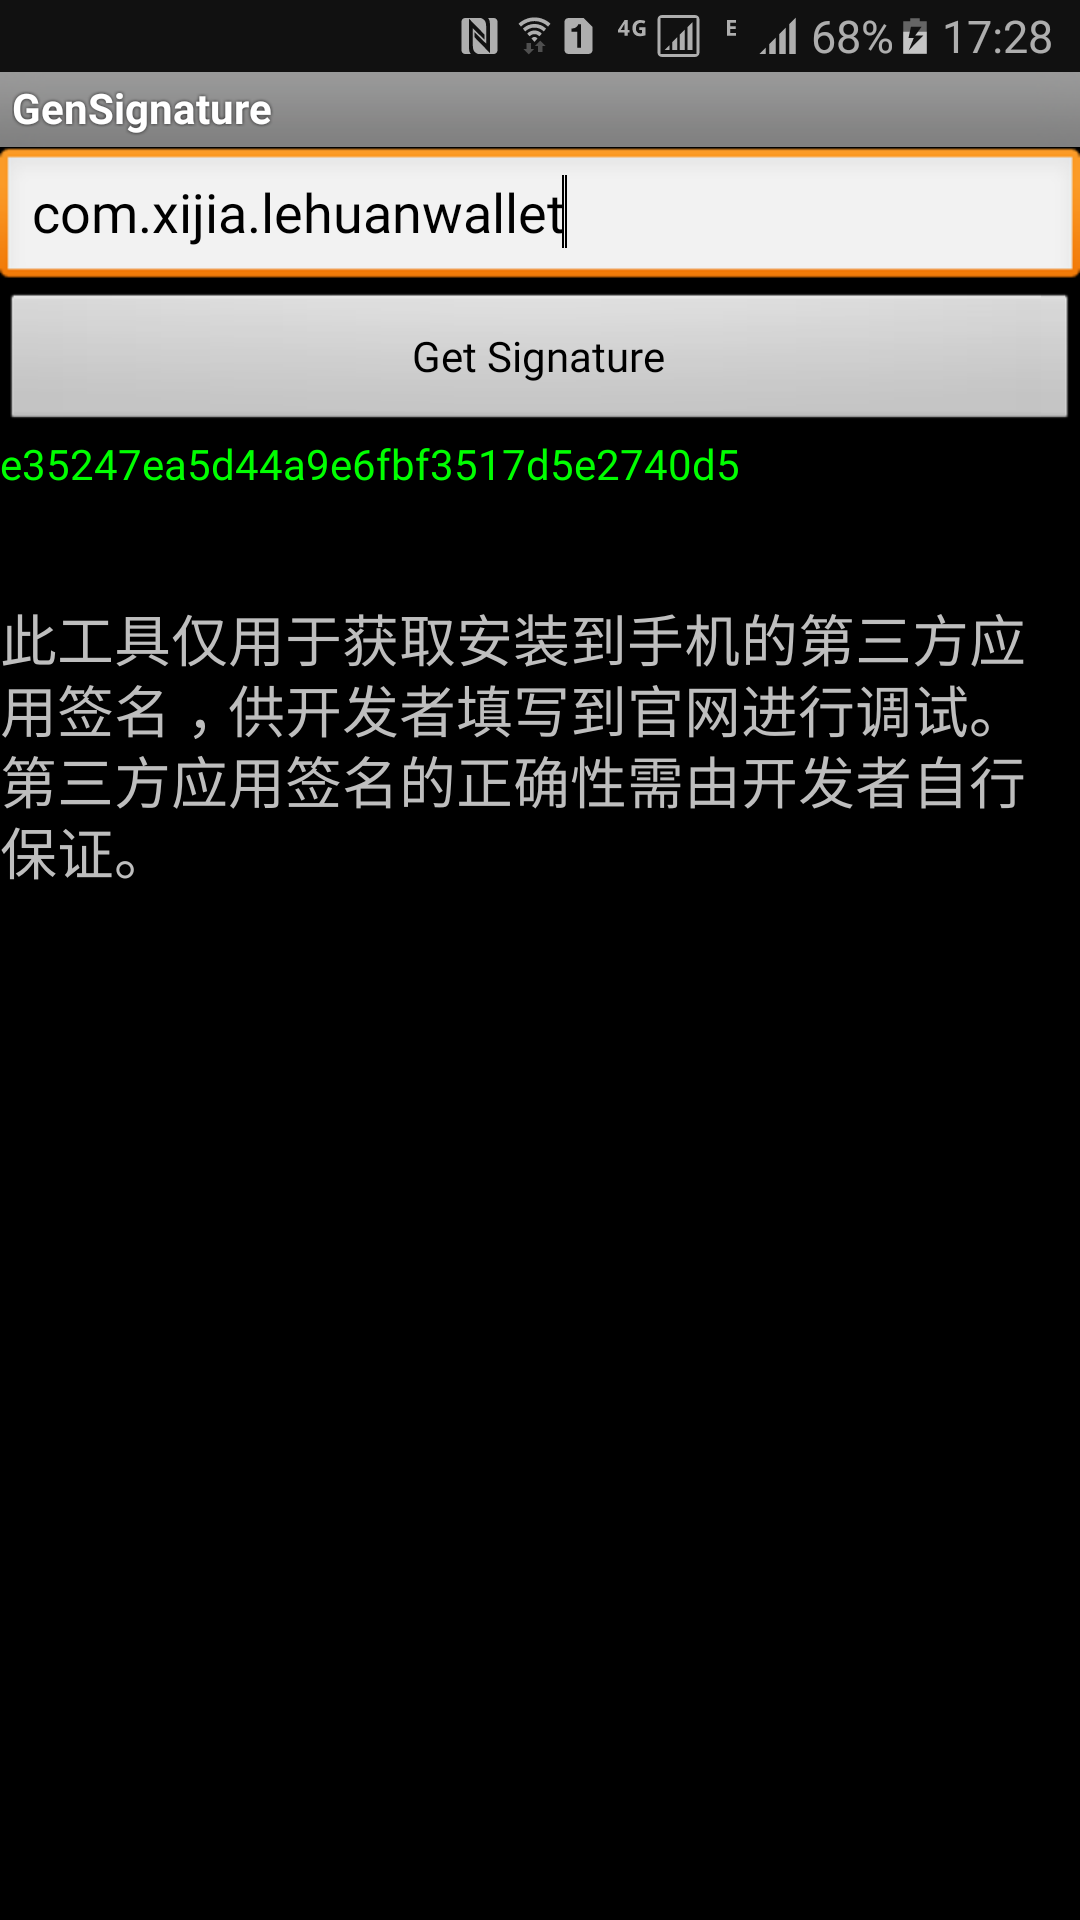 4G E 68% 17:28
GenSignature
com.xijia.lehuanwallet
Get Signature
e35247ea5d44a9e6fbf3517d5e2740d5
此工具仅用于获取安装到手机的第三方应
用签名，供开发者填写到官网进行调试。
第三方应用签名的正确性需由开发者自行
保证。